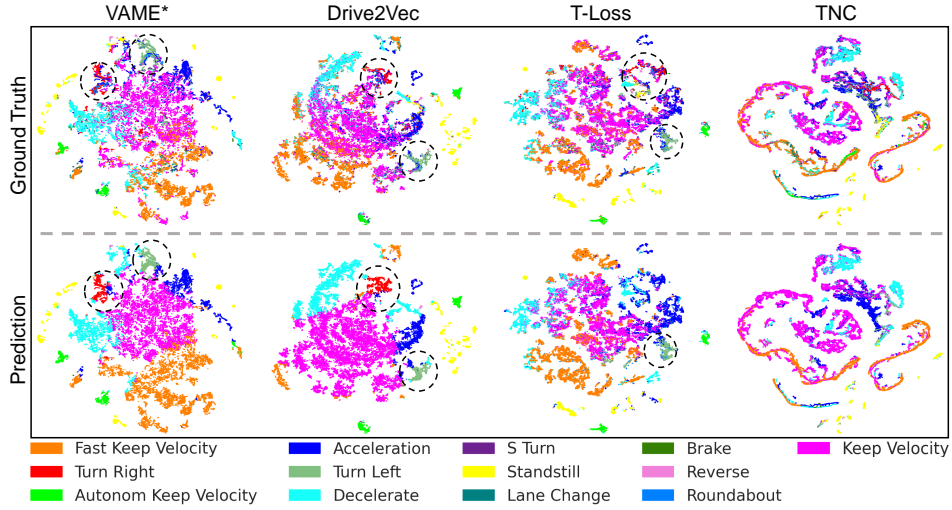 VAME* Drive2Vec T-Loss TNC
Ground Truth
Prediction
Fast Keep Velocity Acceleration S Turn Brake Keep Velocity
Turn Right Turn Left Standstill Reverse
Autonom Keep Velocity Decelerate Lane Change Roundabout